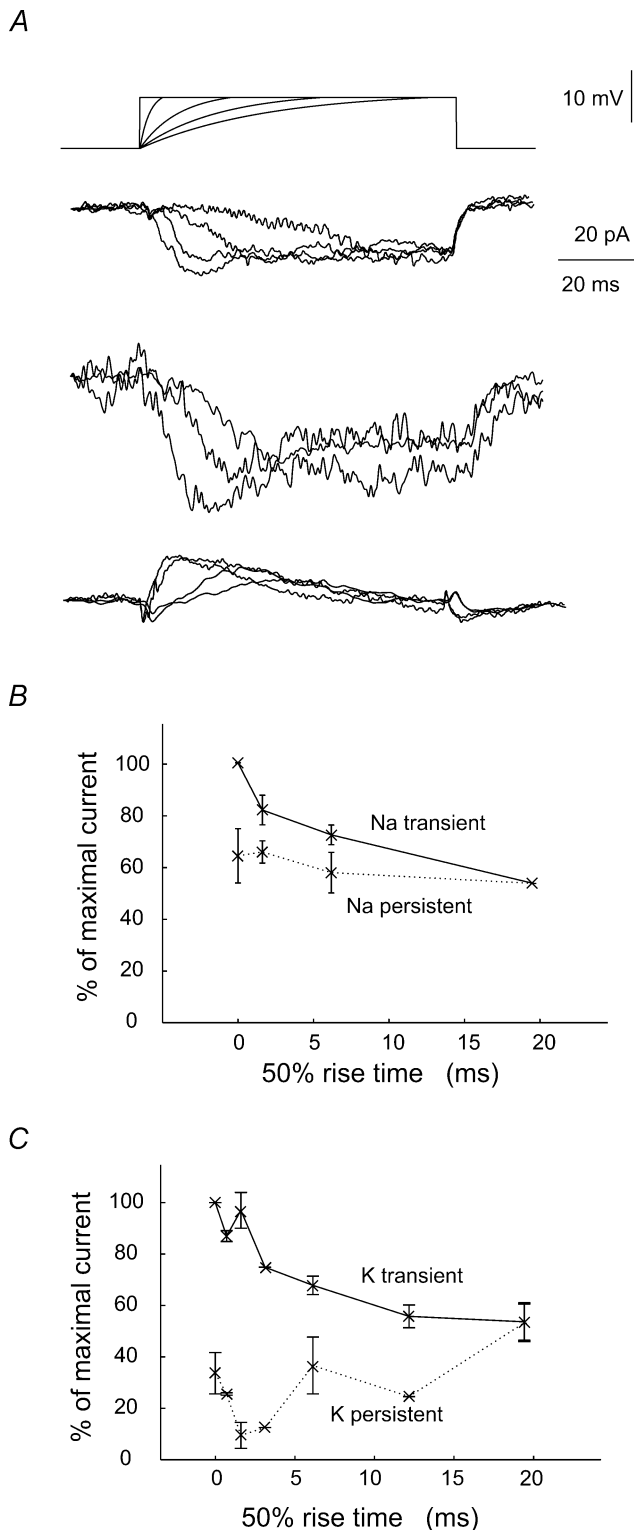 A
10 mV
20 pA
20 ms
B
% of maximal current
100
80
60
40
20
0
Na transient
Na persistent
0 5 10 15 20
50% rise time (ms)
C
% of maximal current
100
80
60
40
20
0
K transient
K persistent
0 5 10 15 20
50% rise time (ms)